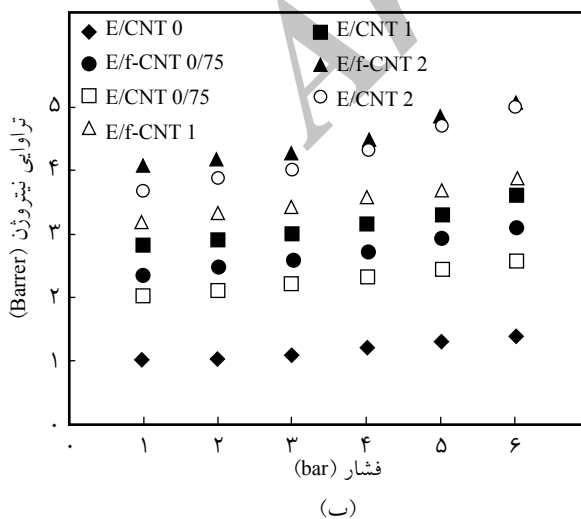 E/CNT 0
E/CNT 1
E/f-CNT 0/75
E/f-CNT 2
E/CNT 0/75
E/CNT 2
E/f-CNT 1
تراوایی نیتروژن (Barrer)
۵
۴
۳
۲
۱
۰
۰ ۱ ۲ ۳ ۴ ۵ ۶
فشار (bar)
(ب)